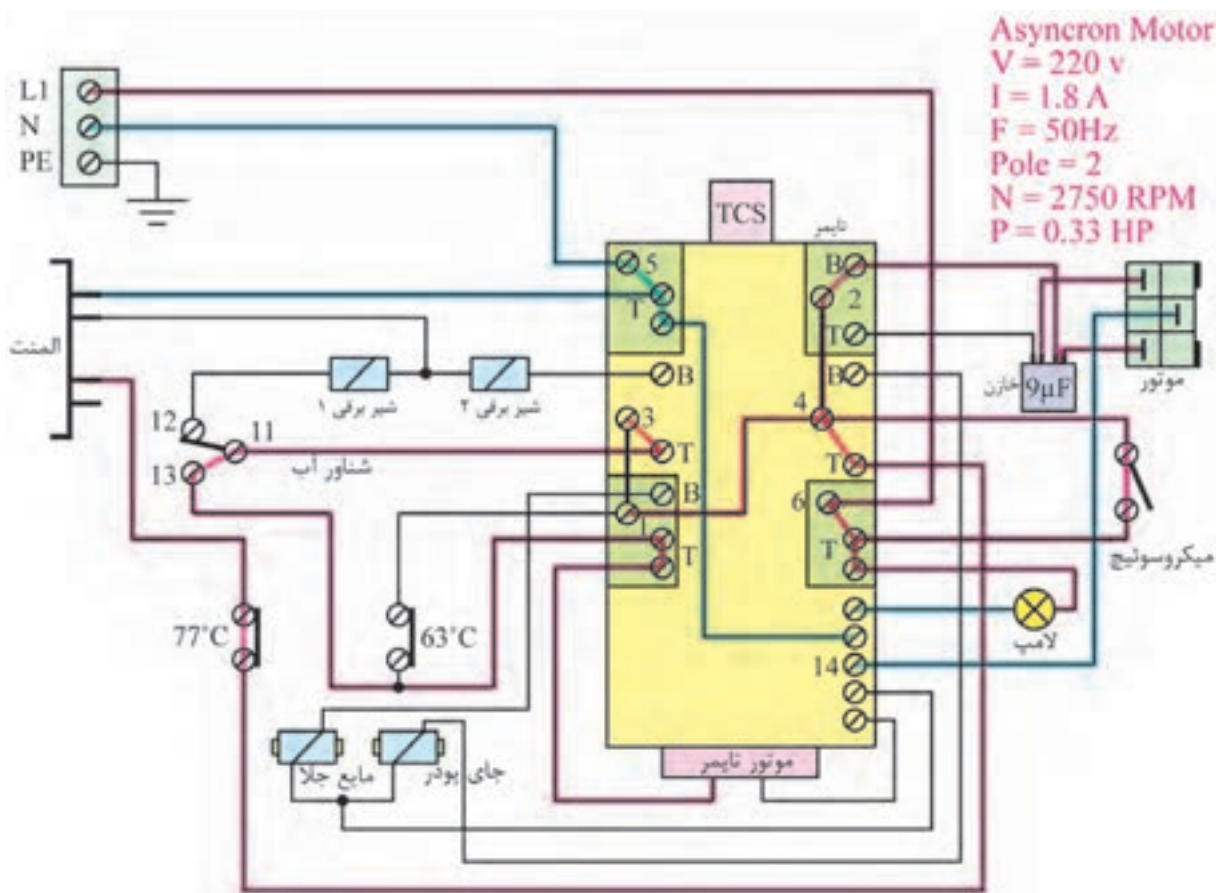 Asyncron Motor
V = 220 v
I = 1.8 A
F = 50Hz
Pole = 2
N = 2750 RPM
P = 0.33 HP
L1
N
PE
TCS
تایمر
5
T
B
2
T
B
المنت
شیر برقی ۱
شیر برقی ۲
B
خازن
9µF
موتور
12
11
13
شناور آب
3
T
4
T
B
1
T
6
T
میکروسوئیچ
77°C
63°C
لامپ
14
مایع جلا
جای پودر
موتور تایمر